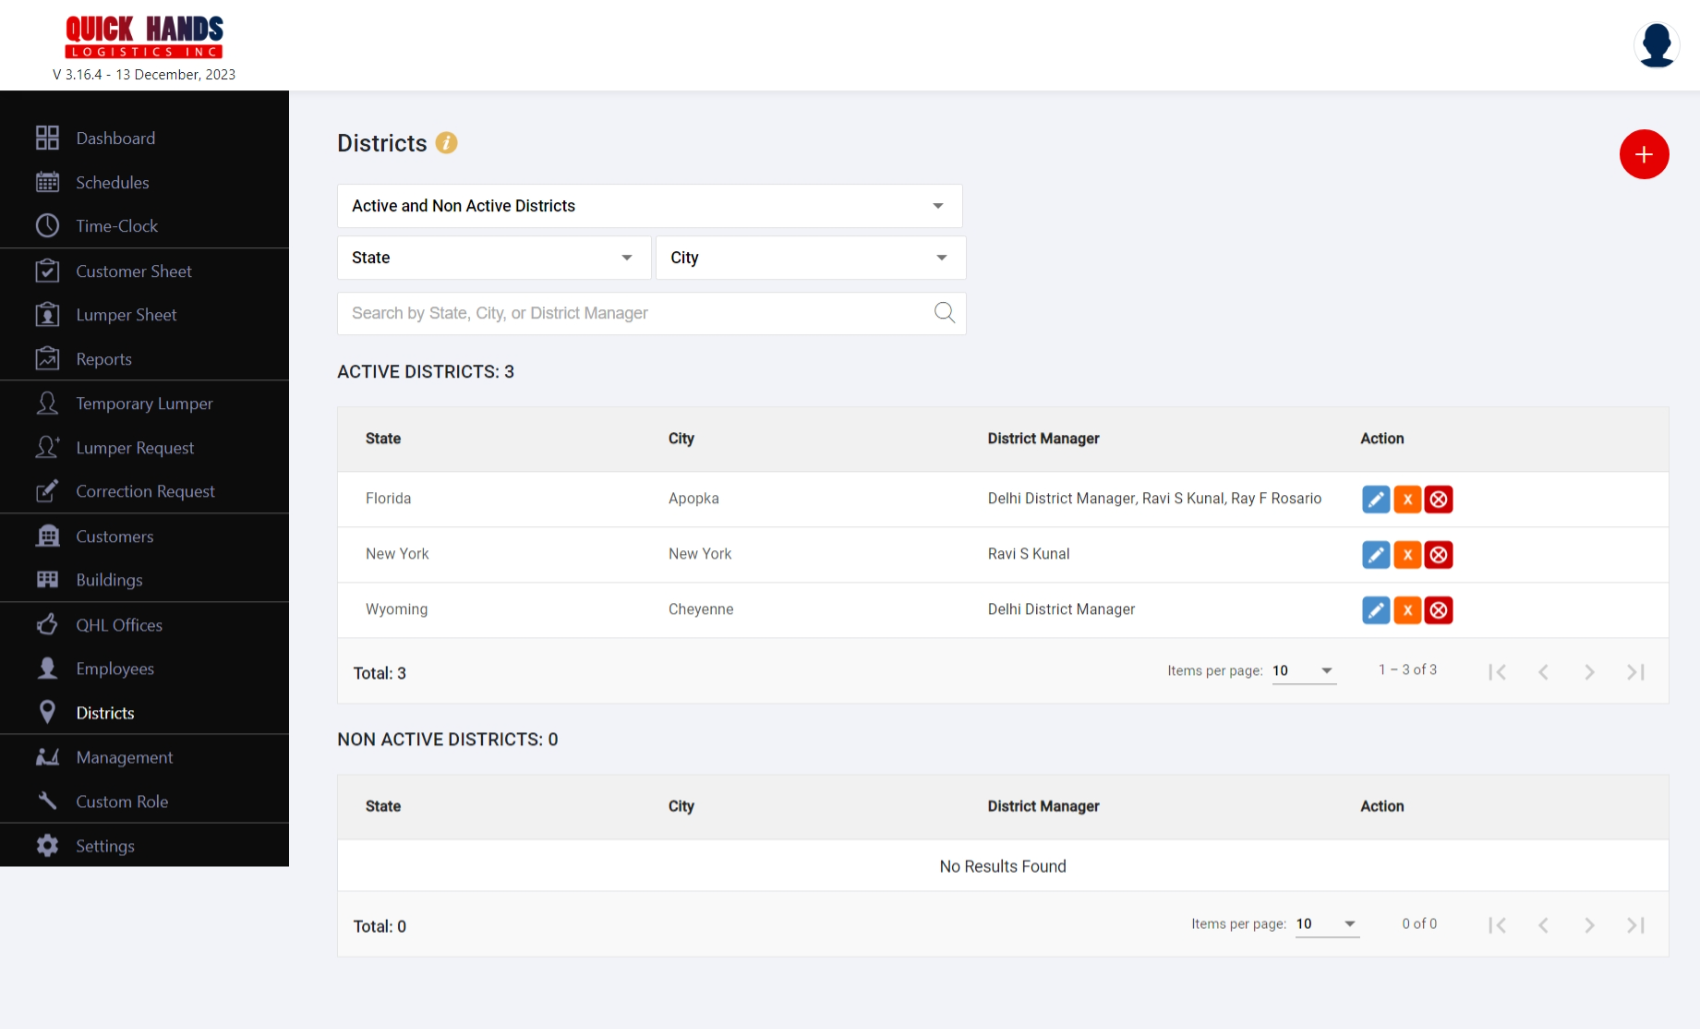 QUICK HANDS
LOGISTICS INC
V 3.16.4 - 13 December, 2023
Dashboard
Schedules
Time-Clock
Customer Sheet
Lumper Sheet
Reports
Temporary Lumper
Lumper Request
Correction Request
Customers
Buildings
QHL Offices
Employees
Districts
Management
Custom Role
Settings
Districts i
Active and Non Active Districts
State City
Search by State, City, or District Manager
ACTIVE DISTRICTS: 3
State City District Manager Action
Florida Apopka Delhi District Manager, Ravi S Kunal, Ray F Rosario X
New York New York Ravi S Kunal X
Wyoming Cheyenne Delhi District Manager X
Total: 3 Items per page: 10 1 – 3 of 3
NON ACTIVE DISTRICTS: 0
State City District Manager Action
No Results Found
Total: 0 Items per page: 10 0 of 0